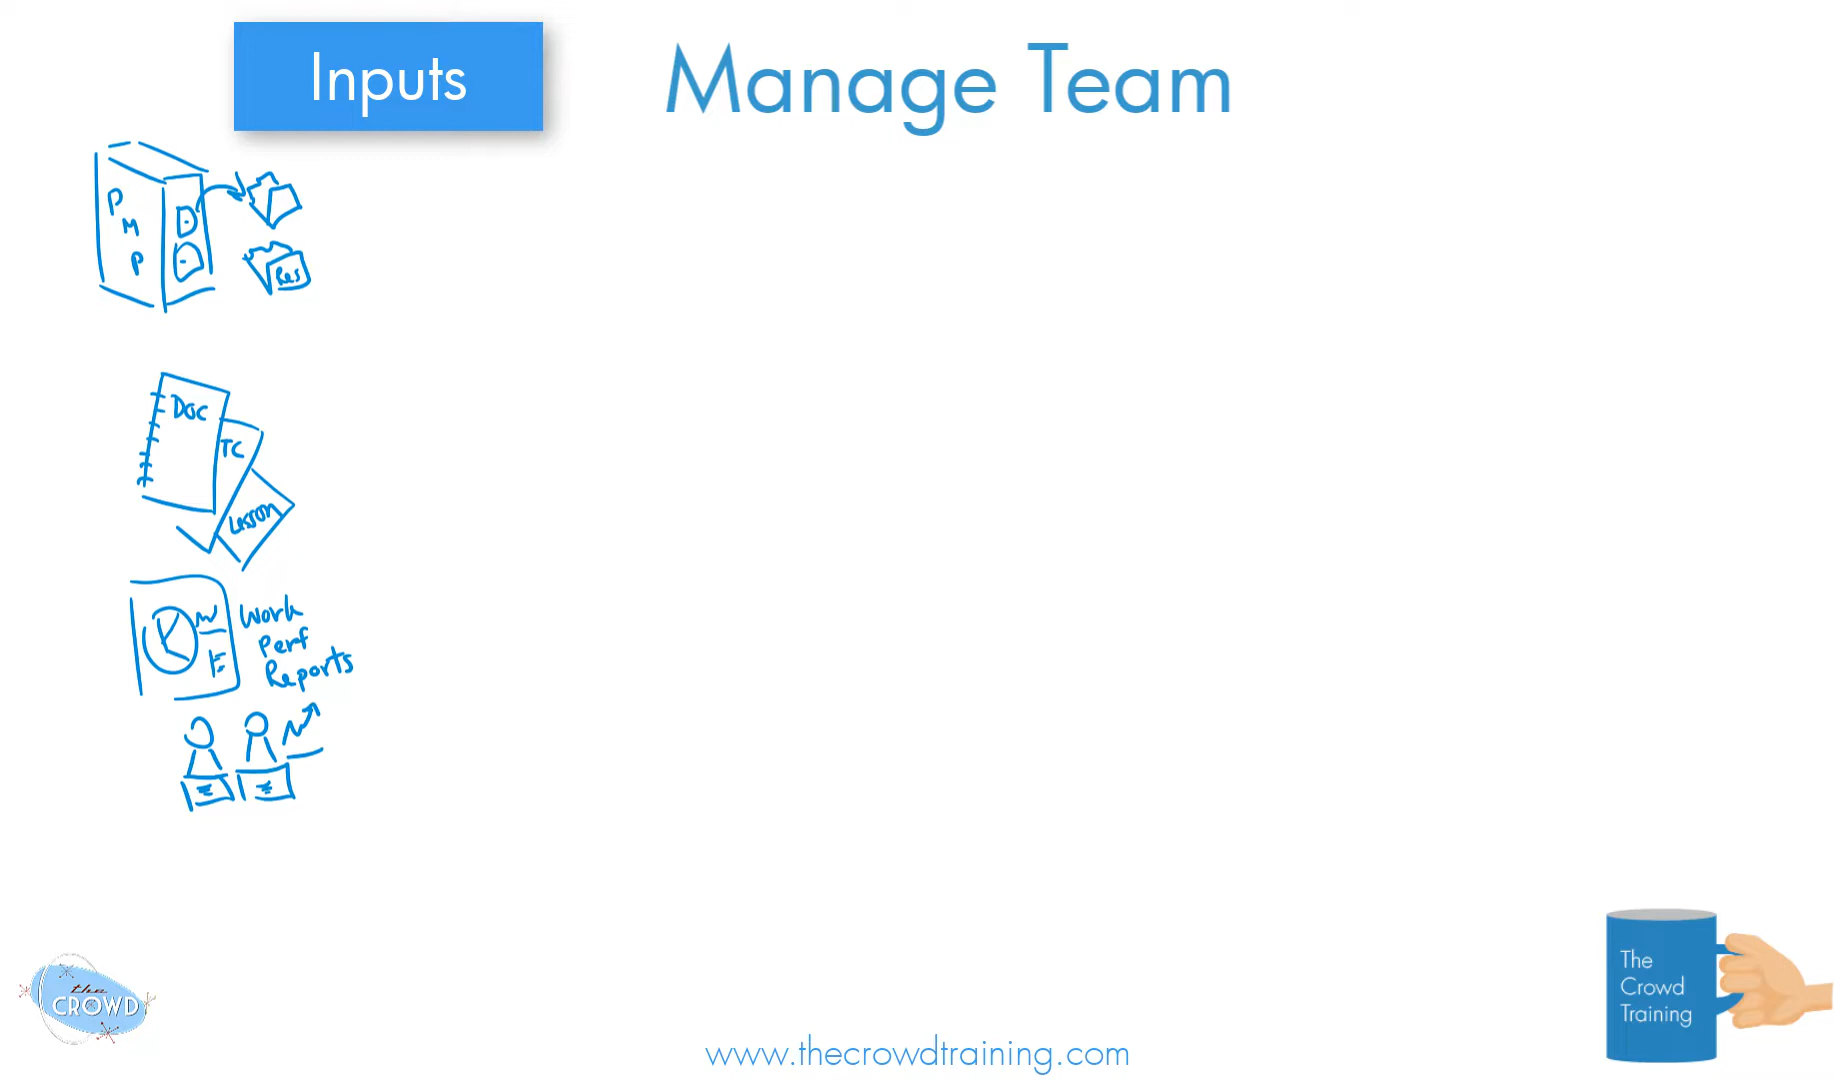 Inputs
Manage Team
P
M
P
Res
Doc
TC
Lesson
Work
Perf
Reports
the
CROWD
The
Crowd
Training
www.thecrowdtraining.com